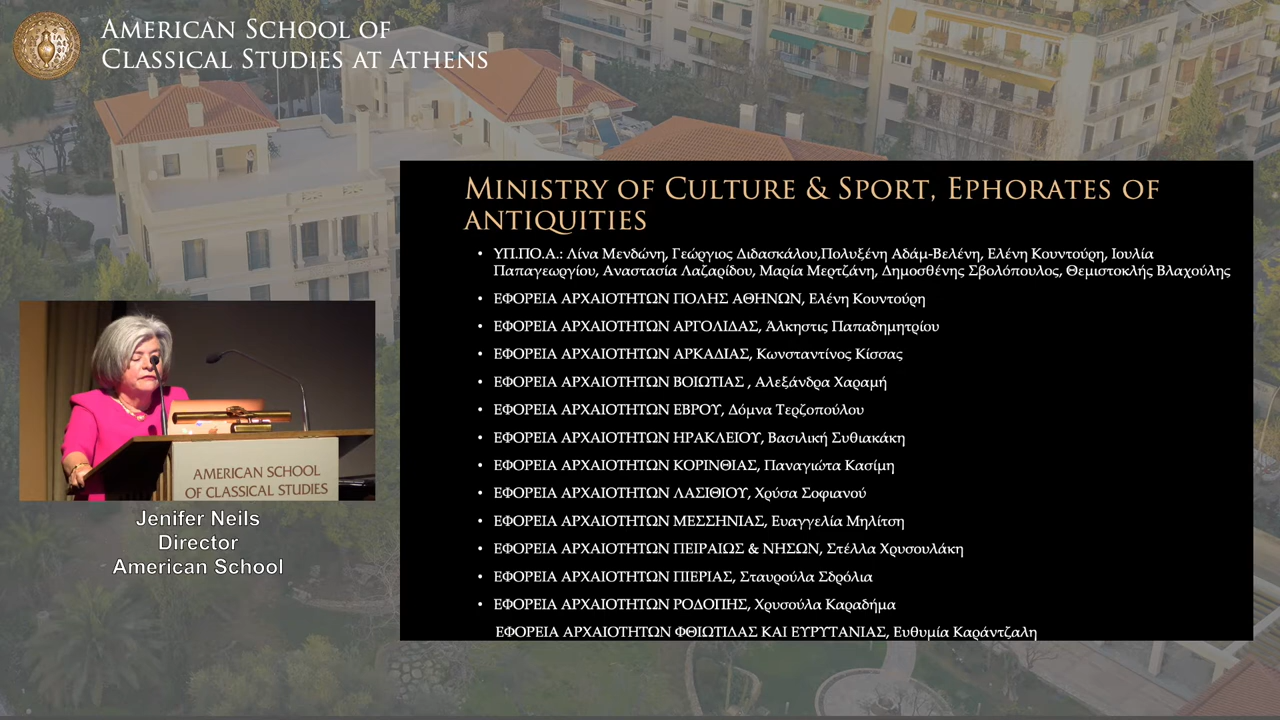 AMERICAN SCHOOL OF
CLASSICAL STUDIES AT ATHENS
MINISTRY OF CULTURE & SPORT, EPHORATES OF
ANTIQUITIES
• ΥΠ.ΠΟ.Α.: Λίνα Μενδώνη, Γεώργιος Διδασκάλου,Πολυξένη Αδάμ-Βελένη, Ελένη Κουντούρη, Ιουλία
Παπαγεωργίου, Αναστασία Λαζαρίδου, Μαρία Μερτζάνη, Δημοσθένης Σβολόπουλος, Θεμιστοκλής Βλαχούλης
• ΕΦΟΡΕΙΑ ΑΡΧΑΙΟΤΗΤΩΝ ΠΟΛΗΣ ΑΘΗΝΩΝ, Ελένη Κουντούρη
• ΕΦΟΡΕΙΑ ΑΡΧΑΙΟΤΗΤΩΝ ΑΡΓΟΛΙΔΑΣ, Άλκηστις Παπαδημητρίου
• ΕΦΟΡΕΙΑ ΑΡΧΑΙΟΤΗΤΩΝ ΑΡΚΑΔΙΑΣ, Κωνσταντίνος Κίσσας
• ΕΦΟΡΕΙΑ ΑΡΧΑΙΟΤΗΤΩΝ ΒΟΙΩΤΙΑΣ , Αλεξάνδρα Χαραμή
• ΕΦΟΡΕΙΑ ΑΡΧΑΙΟΤΗΤΩΝ ΕΒΡΟΥ, Δόμνα Τερζοπούλου
• ΕΦΟΡΕΙΑ ΑΡΧΑΙΟΤΗΤΩΝ ΗΡΑΚΛΕΙΟΥ, Βασιλική Συθιακάκη
• ΕΦΟΡΕΙΑ ΑΡΧΑΙΟΤΗΤΩΝ ΚΟΡΙΝΘΙΑΣ, Παναγιώτα Κασίμη
• ΕΦΟΡΕΙΑ ΑΡΧΑΙΟΤΗΤΩΝ ΛΑΣΙΘΙΟΥ, Χρύσα Σοφιανού
• ΕΦΟΡΕΙΑ ΑΡΧΑΙΟΤΗΤΩΝ ΜΕΣΣΗΝΙΑΣ, Ευαγγελία Μηλίτση
• ΕΦΟΡΕΙΑ ΑΡΧΑΙΟΤΗΤΩΝ ΠΕΙΡΑΙΩΣ & ΝΗΣΩΝ, Στέλλα Χρυσουλάκη
• ΕΦΟΡΕΙΑ ΑΡΧΑΙΟΤΗΤΩΝ ΠΙΕΡΙΑΣ, Σταυρούλα Σδρόλια
• ΕΦΟΡΕΙΑ ΑΡΧΑΙΟΤΗΤΩΝ ΡΟΔΟΠΗΣ, Χρυσούλα Καραδήμα
ΕΦΟΡΕΙΑ ΑΡΧΑΙΟΤΗΤΩΝ ΦΘΙΩΤΙΔΑΣ ΚΑΙ ΕΥΡΥΤΑΝΙΑΣ, Ευθυμία Καράντζαλη
AMERICAN SCHOOL
OF CLASSICAL STUDIES
Jenifer Neils
Director
American School